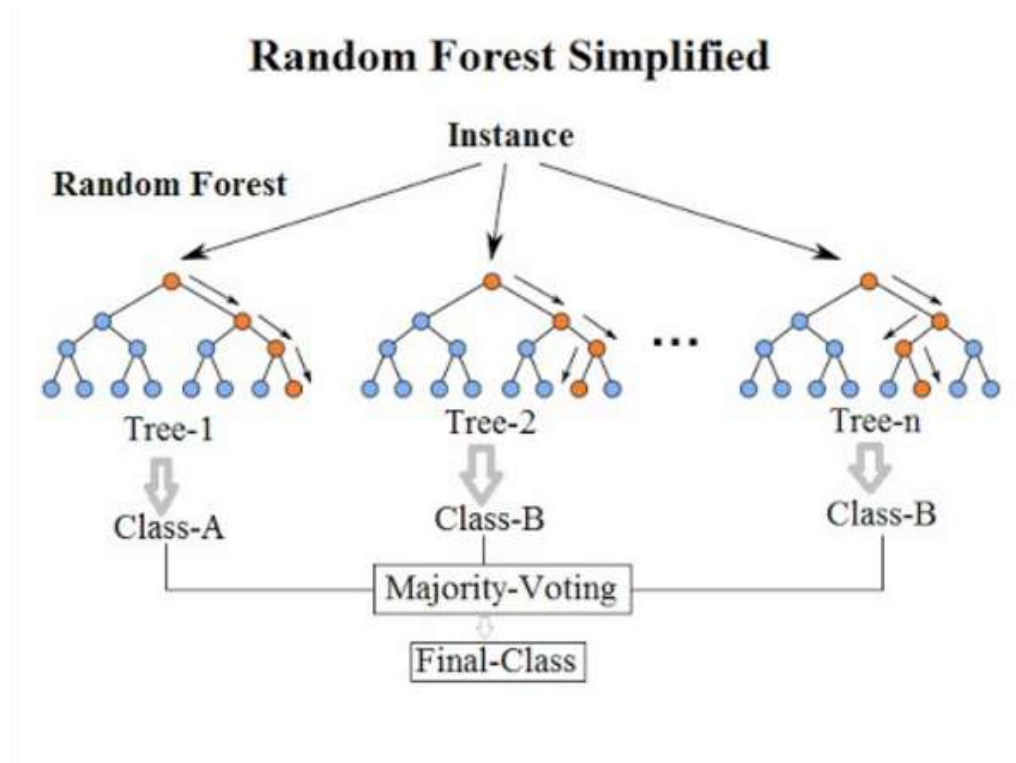 Random Forest Simplified
Instance
Random Forest
...
Tree-1
Tree-2
Tree-n
Class-A
Class-B
Class-B
Majority-Voting
Final-Class